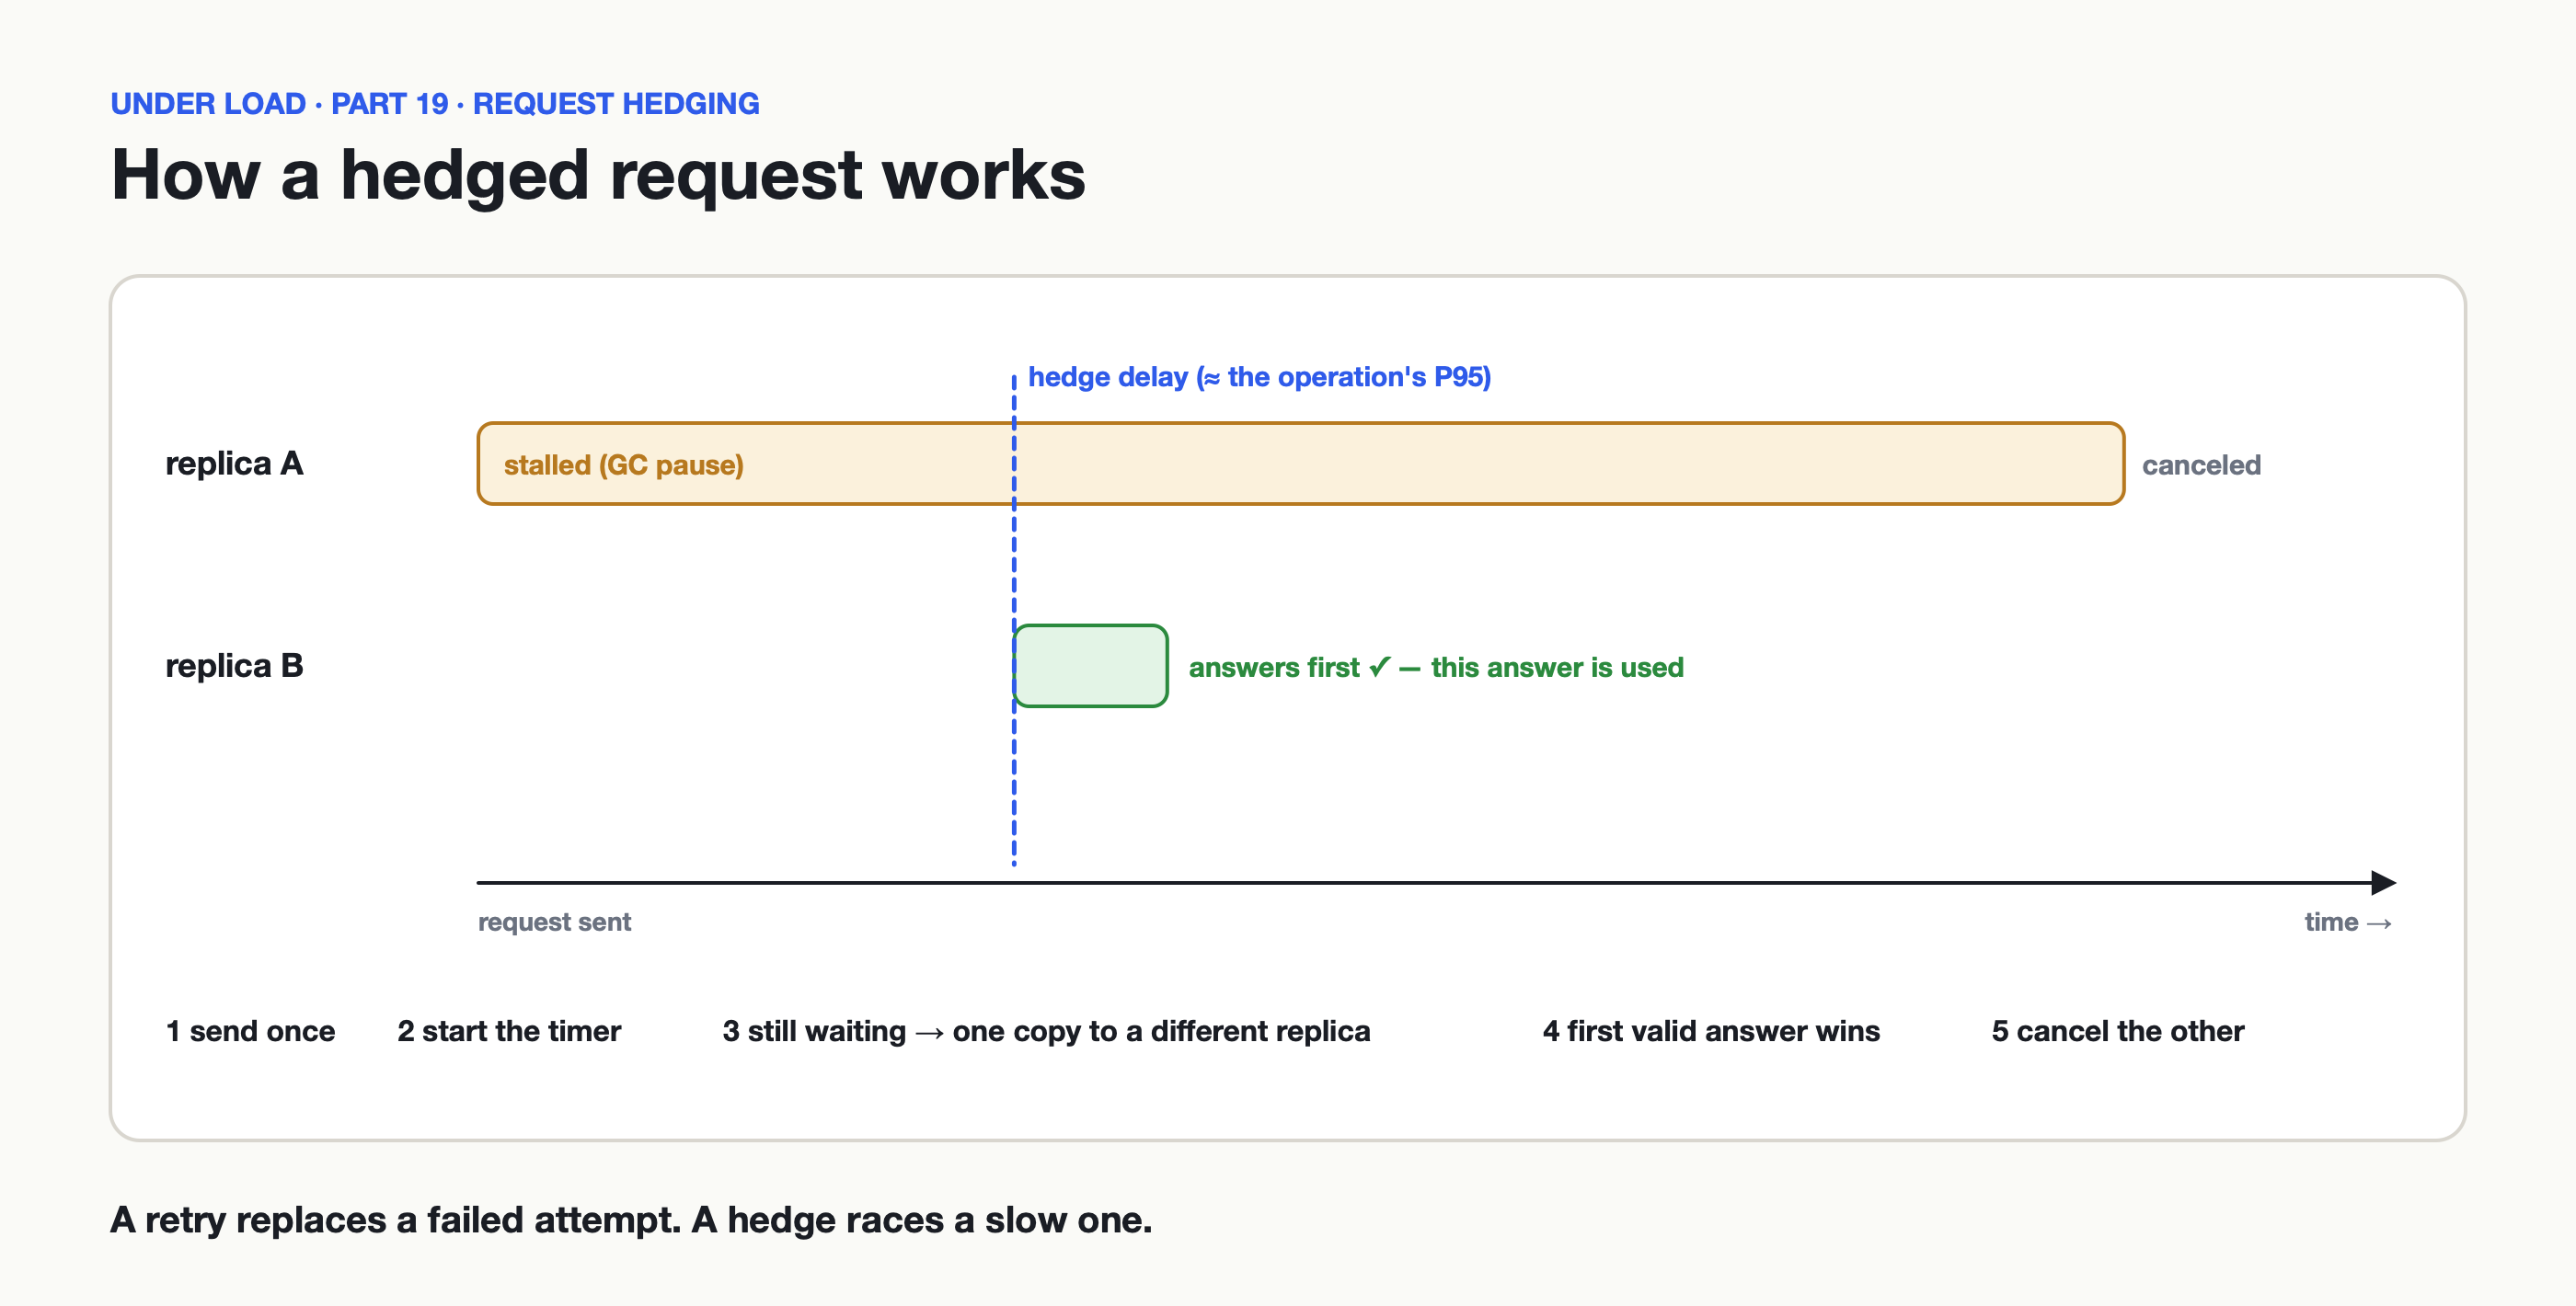 UNDER LOAD · PART 19 · REQUEST HEDGING
How a hedged request works
hedge delay (≈ the operation's P95)
replica A
stalled (GC pause)
canceled
replica B
answers first ✓ — this answer is used
request sent
time →
1 send once
2 start the timer
3 still waiting → one copy to a different replica
4 first valid answer wins
5 cancel the other
A retry replaces a failed attempt. A hedge races a slow one.